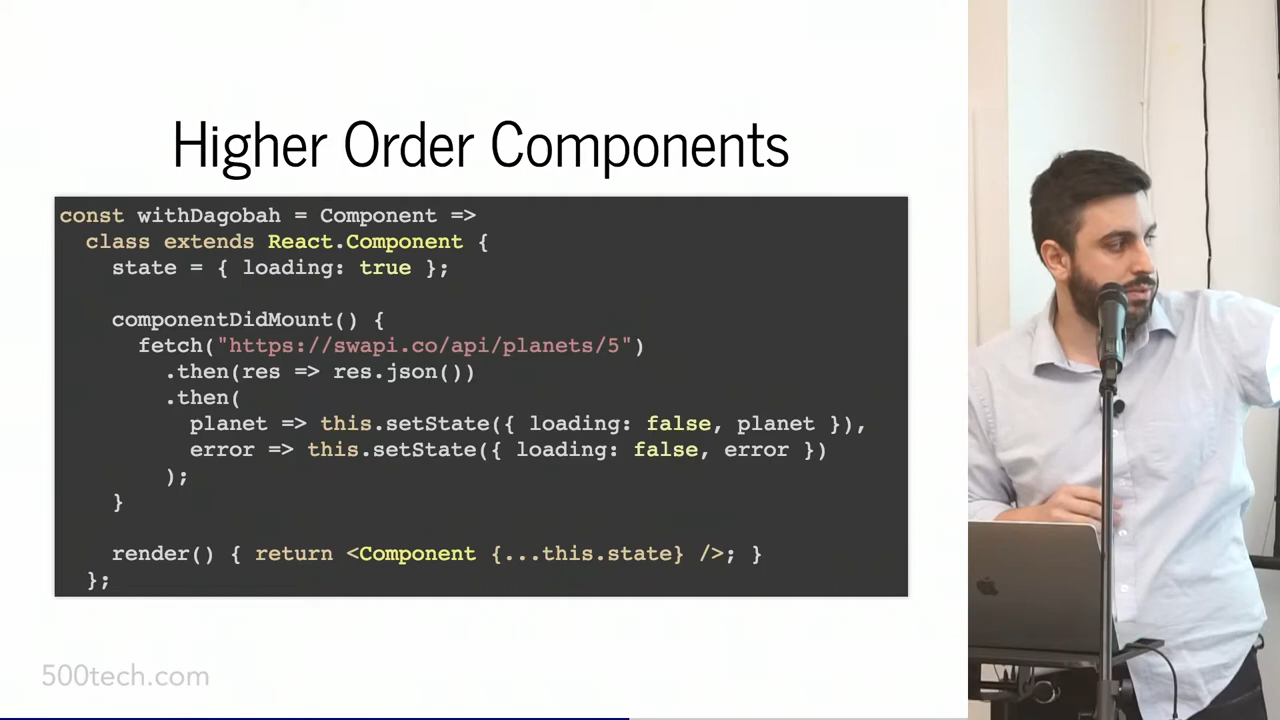 Higher Order Components
const withDagobah = Component =>
  class extends React.Component {
    state = { loading: true };

    componentDidMount() {
      fetch("https://swapi.co/api/planets/5")
        .then(res => res.json())
        .then(
          planet => this.setState({ loading: false, planet }),
          error => this.setState({ loading: false, error })
        );
    }

    render() { return <Component {...this.state} />; }
  };
500tech.com